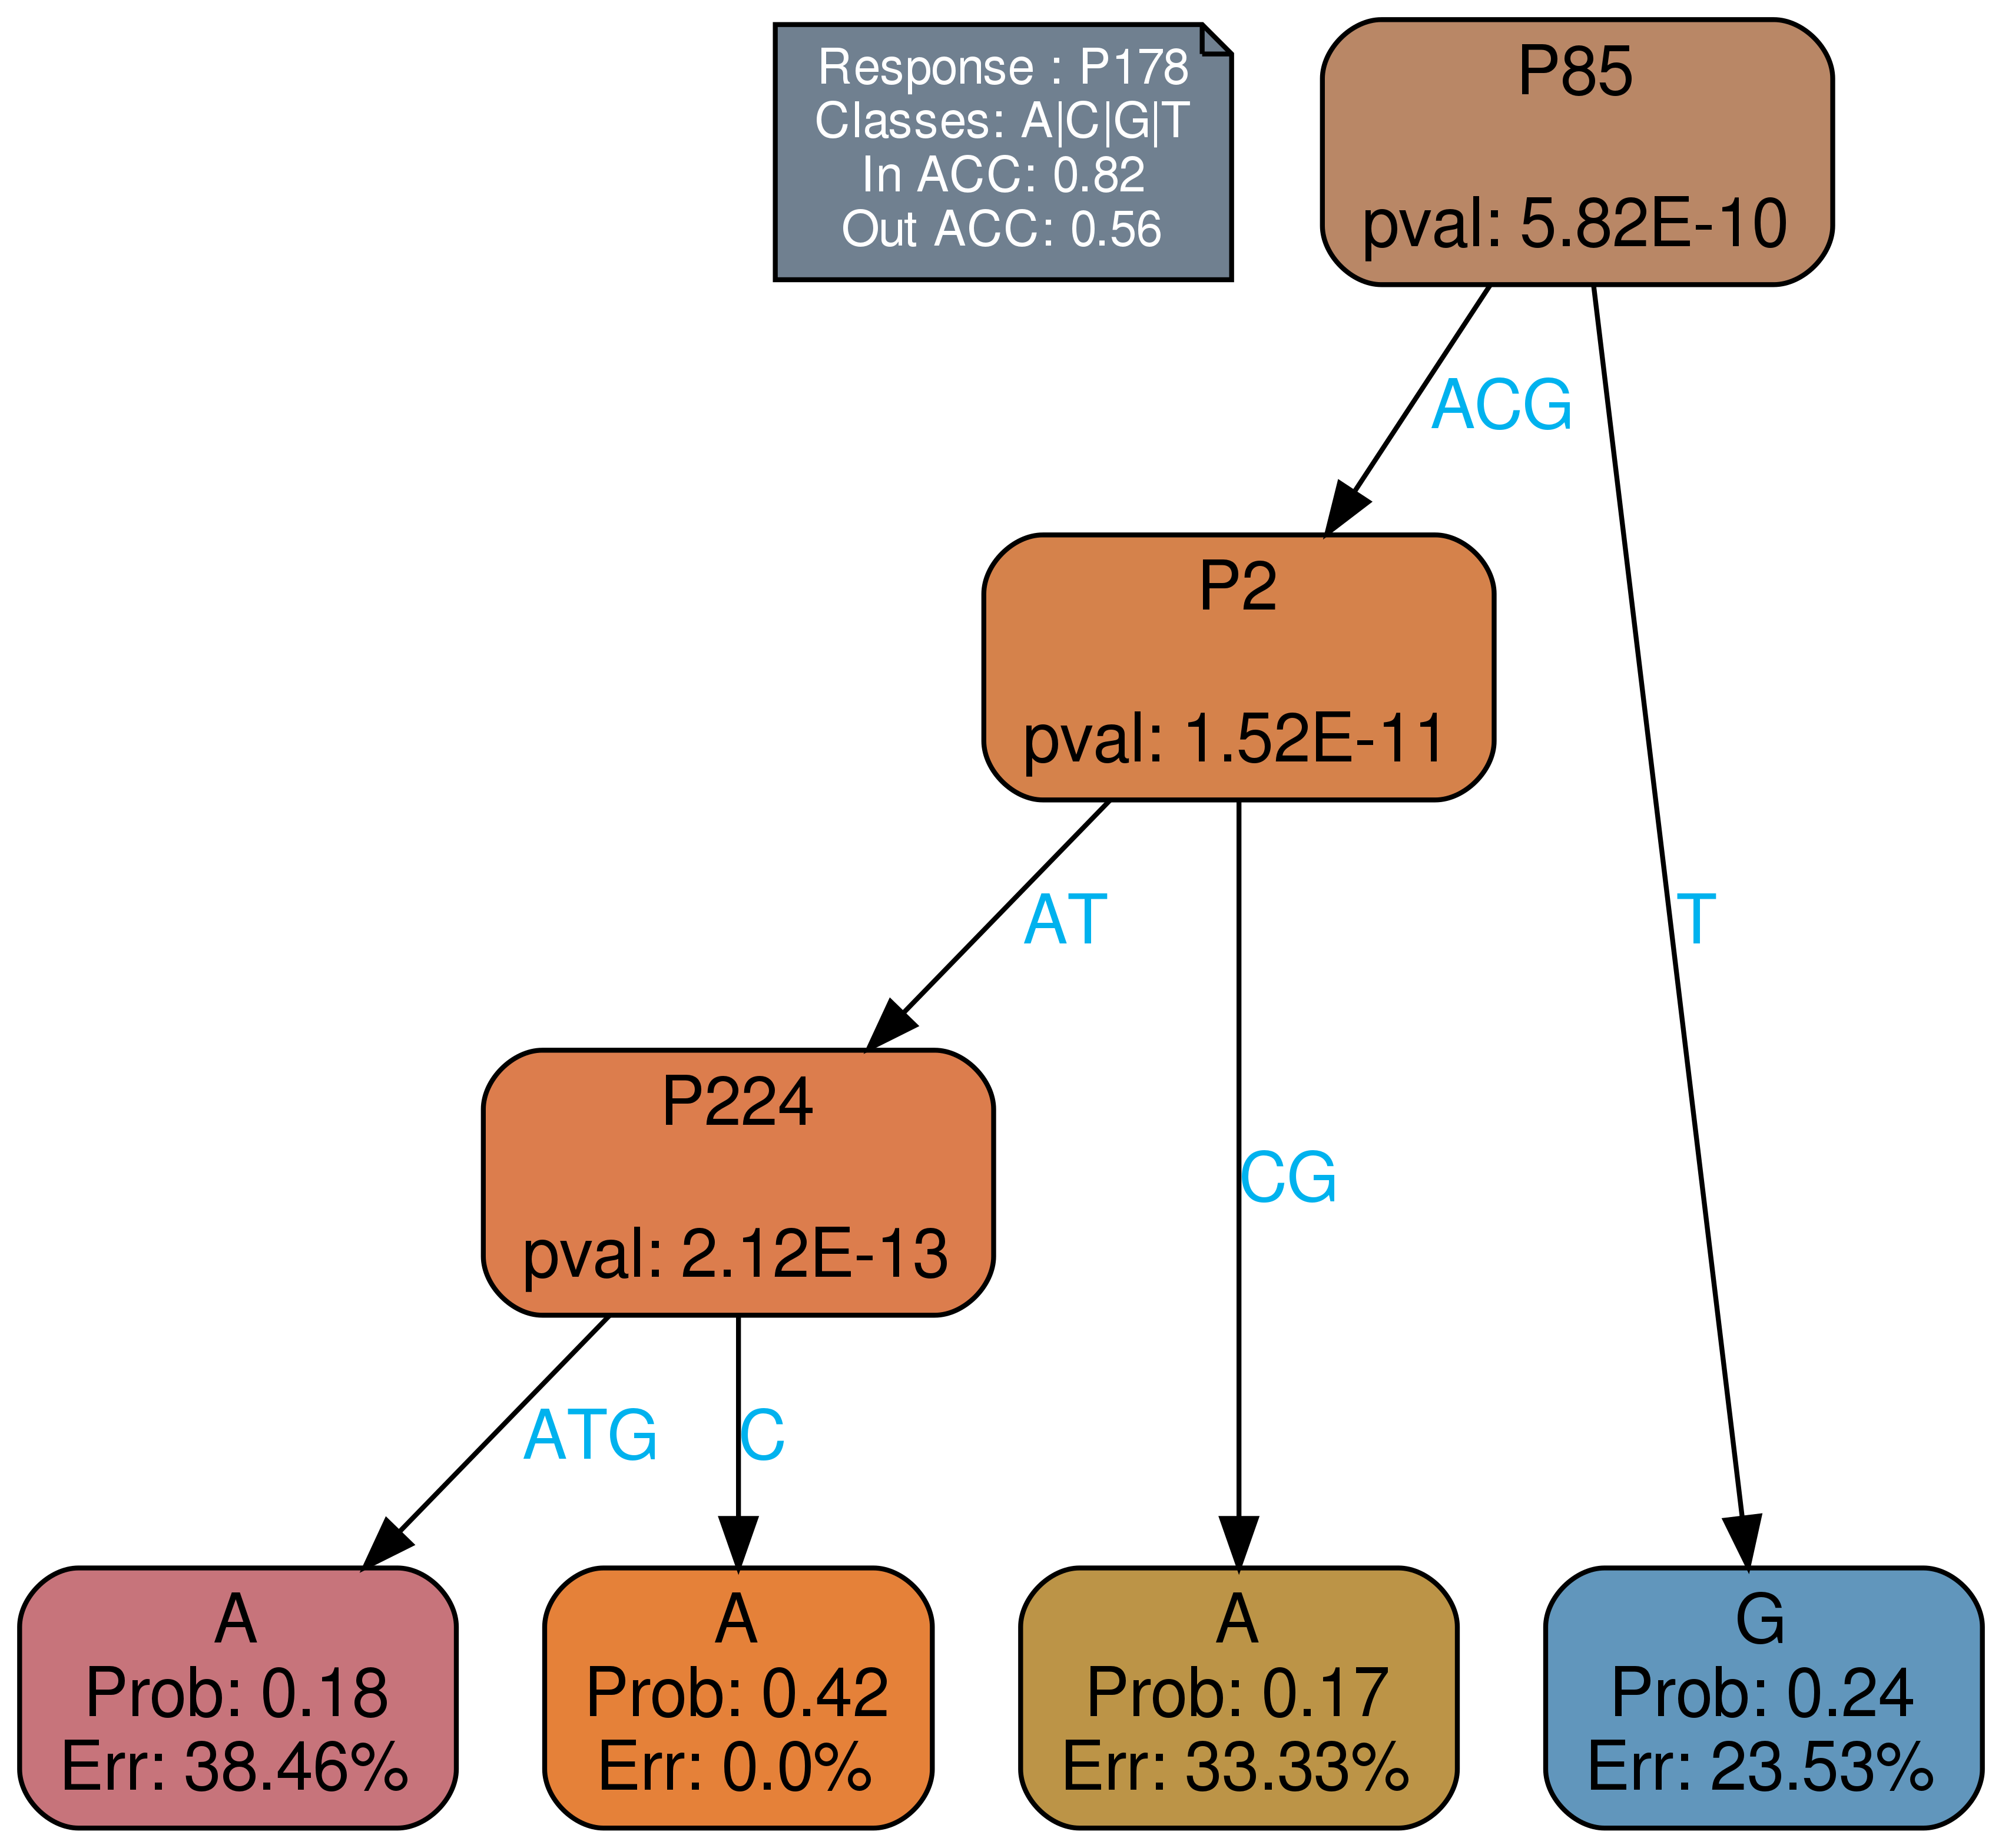 Response : P178
Classes: A|C|G|T
In ACC: 0.82
Out ACC: 0.56
P85
pval: 5.82E-10
ACG
P2
pval: 1.52E-11
AT
T
P224
pval: 2.12E-13
CG
ATG
C
A
Prob: 0.18
Err: 38.46%
A
Prob: 0.42
Err: 0.0%
A
Prob: 0.17
Err: 33.33%
G
Prob: 0.24
Err: 23.53%